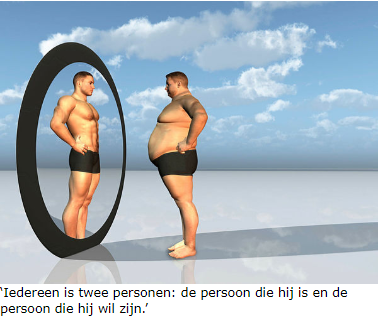 ‘Iedereen is twee personen: de persoon die hij is en de
persoon die hij wil zijn.’